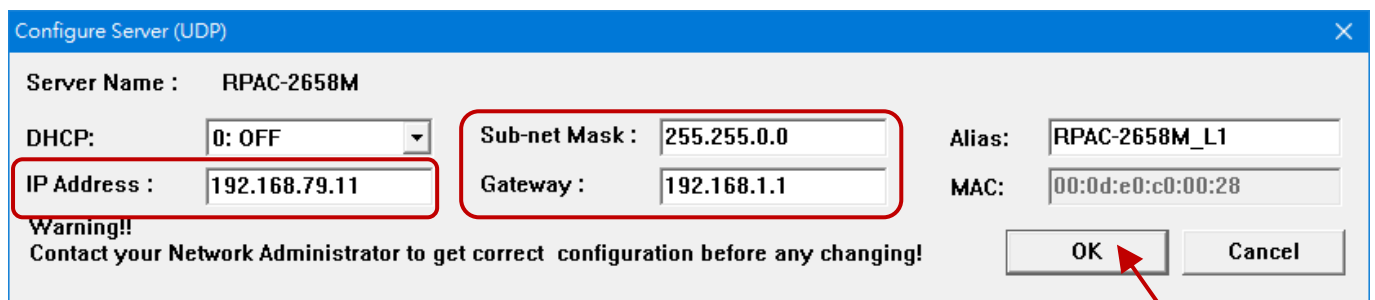 Configure Server (UDP)
Server Name : RPAC-2658M
DHCP: 0: OFF Sub-net Mask : 255.255.0.0 Alias: RPAC-2658M_L1
IP Address : 192.168.79.11 Gateway : 192.168.1.1 MAC: 00:0d:e0:c0:00:28
Warning!!
Contact your Network Administrator to get correct configuration before any changing!
OK Cancel